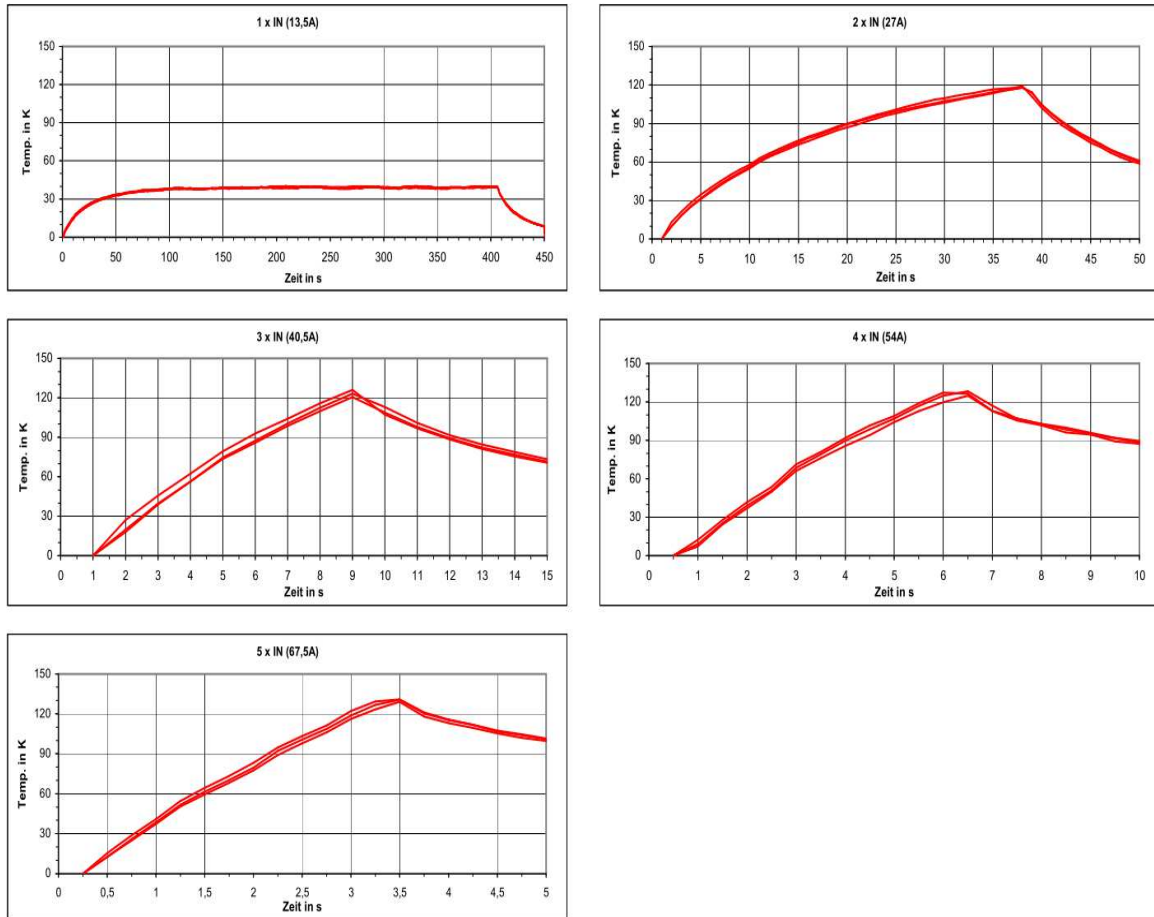 1 x IN (13,5A)
Temp. in K
150
120
90
60
30
0
0 50 100 150 200 250 300 350 400 450
Zeit in s
2 x IN (27A)
Temp. in K
150
120
90
60
30
0
0 5 10 15 20 25 30 35 40 45 50
Zeit in s
3 x IN (40,5A)
Temp. in K
150
120
90
60
30
0
0 1 2 3 4 5 6 7 8 9 10 11 12 13 14 15
Zeit in s
4 x IN (54A)
Temp. in K
150
120
90
60
30
0
0 1 2 3 4 5 6 7 8 9 10
Zeit in s
5 x IN (67,5A)
Temp. in K
150
120
90
60
30
0
0 0,5 1 1,5 2 2,5 3 3,5 4 4,5 5
Zeit in s